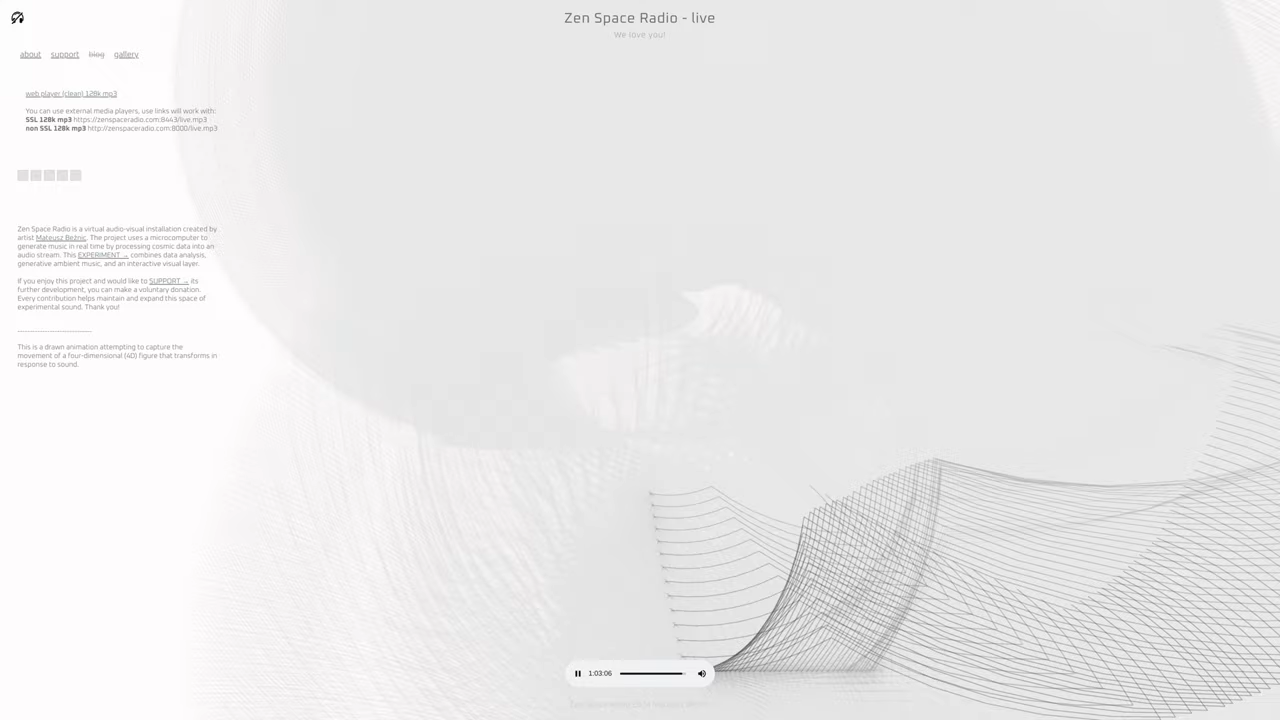 Zen Space Radio - live
We love you!
about support blog gallery
web player (clean) 128k mp3
You can use external media players, use links will work with:
SSL 128k mp3 https://zenspaceradio.com:8443/live.mp3
non SSL 128k mp3 http://zenspaceradio.com:8000/live.mp3
Zen Space Radio is a virtual audio-visual installation created by
artist Mateusz Bežnic. The project uses a microcomputer to
generate music in real time by processing cosmic data into an
audio stream. This EXPERIMENT → combines data analysis,
generative ambient music, and an interactive visual layer.
If you enjoy this project and would like to SUPPORT → its
further development, you can make a voluntary donation.
Every contribution helps maintain and expand this space of
experimental sound. Thank you!
This is a drawn animation attempting to capture the
movement of a four-dimensional (4D) figure that transforms in
response to sound.
1:03:06